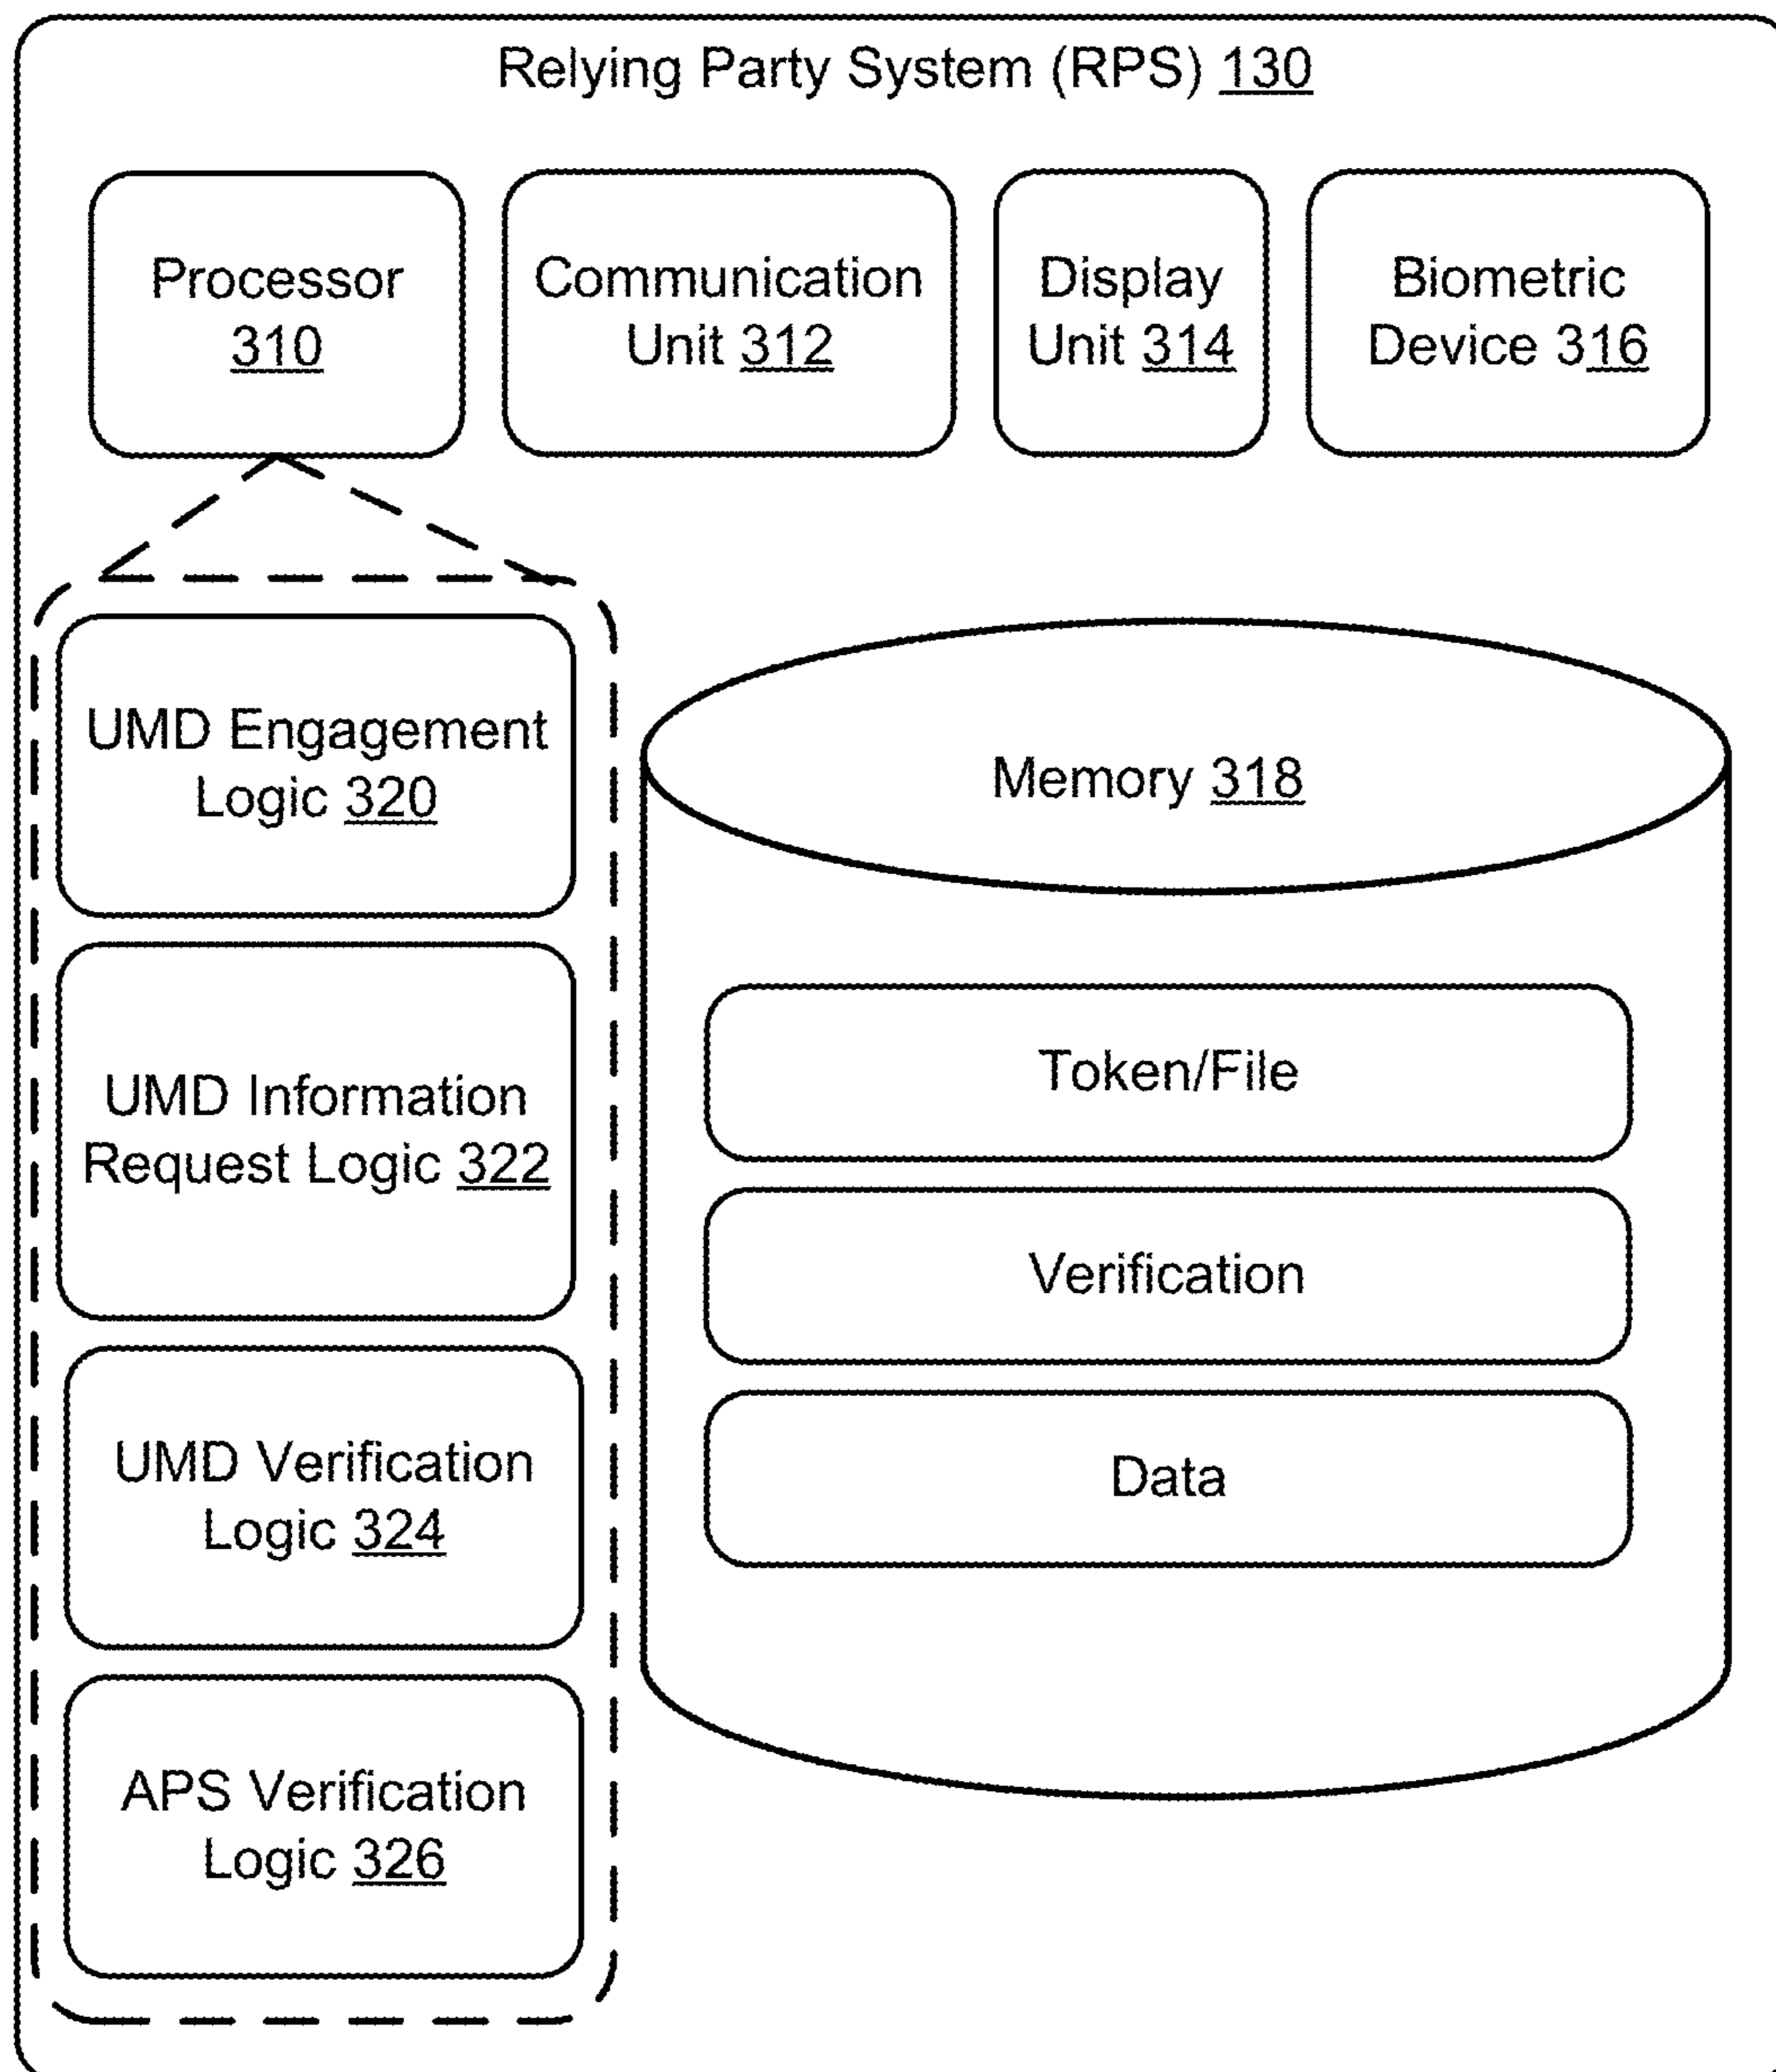 Relying Party System (RPS) 130
Processor
310
Communication
Unit 312
Display
Unit 314
Biometric
Device 316
UMD Engagement
Logic 320
UMD Information
Request Logic 322
UMD Verification
Logic 324
APS Verification
Logic 326
Memory 318
Token/File
Verification
Data